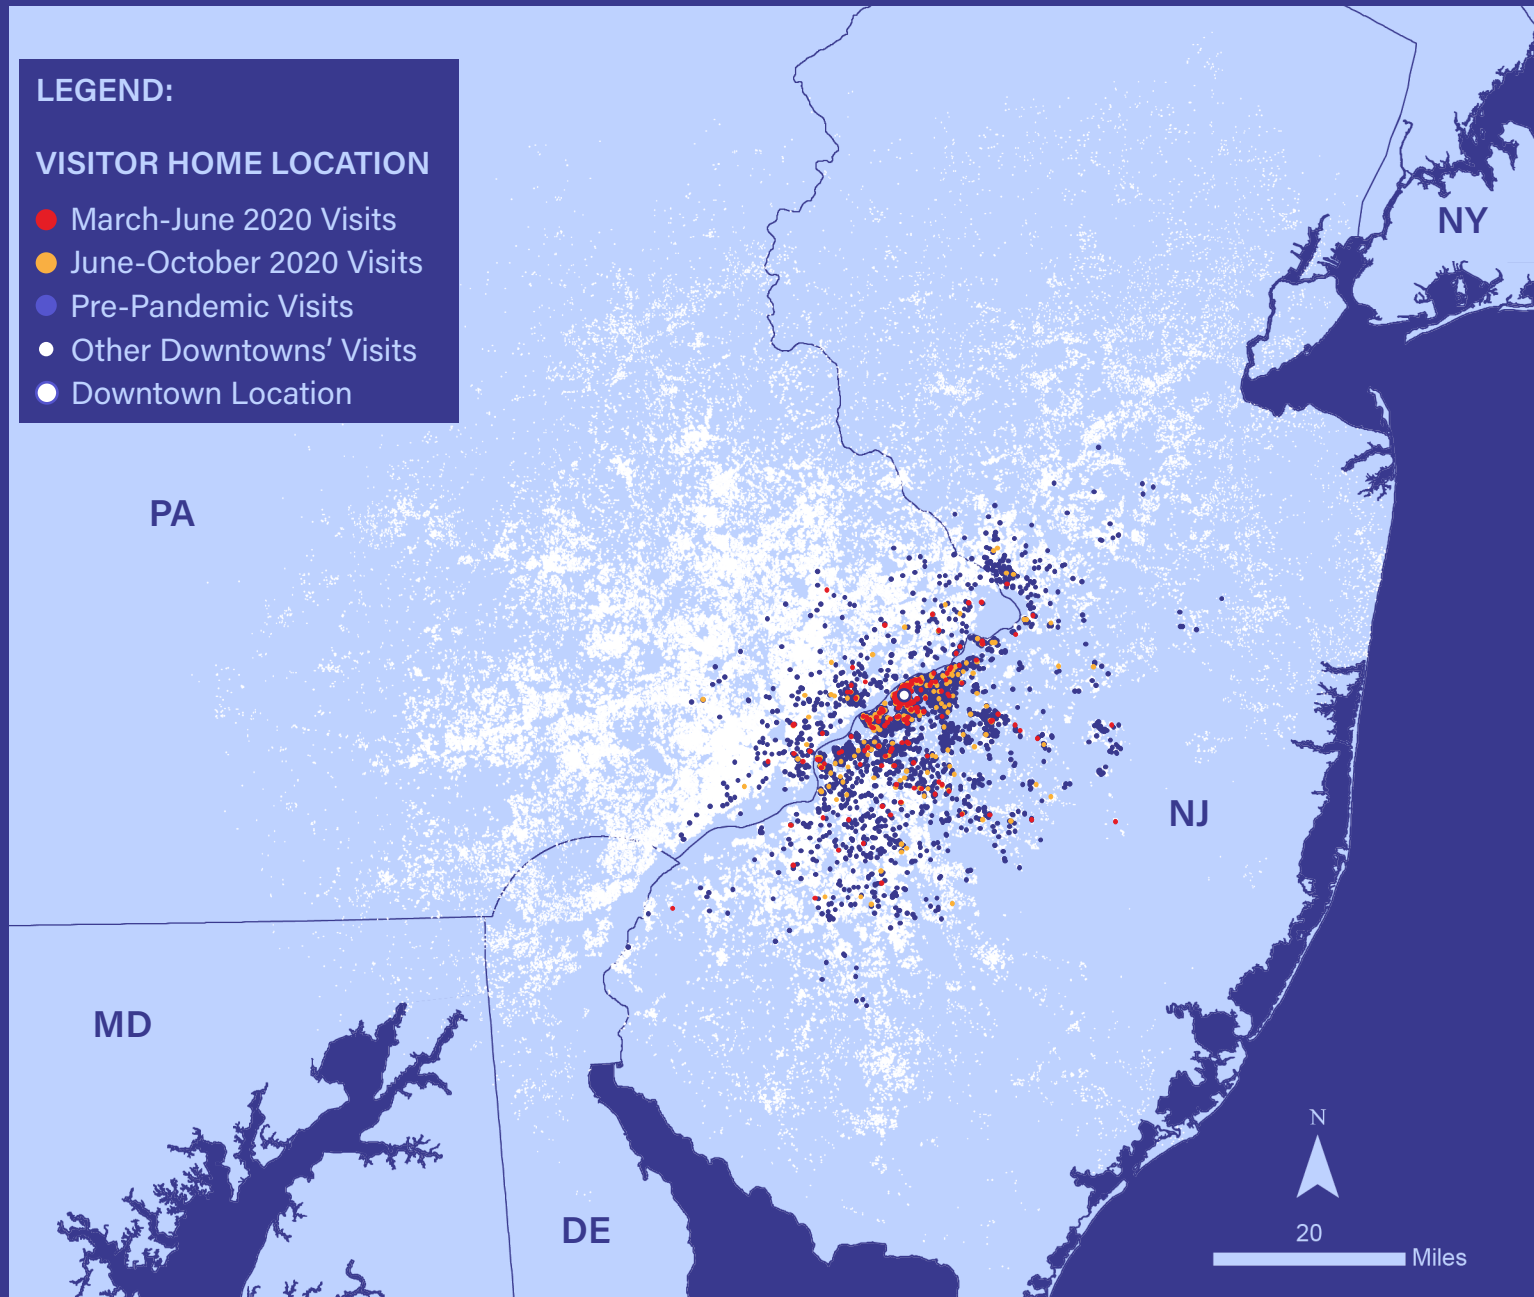 LEGEND:
VISITOR HOME LOCATION
March-June 2020 Visits
June-October 2020 Visits
Pre-Pandemic Visits
Other Downtowns’ Visits
Downtown Location
NY
PA
NJ
MD
DE
N
20
Miles